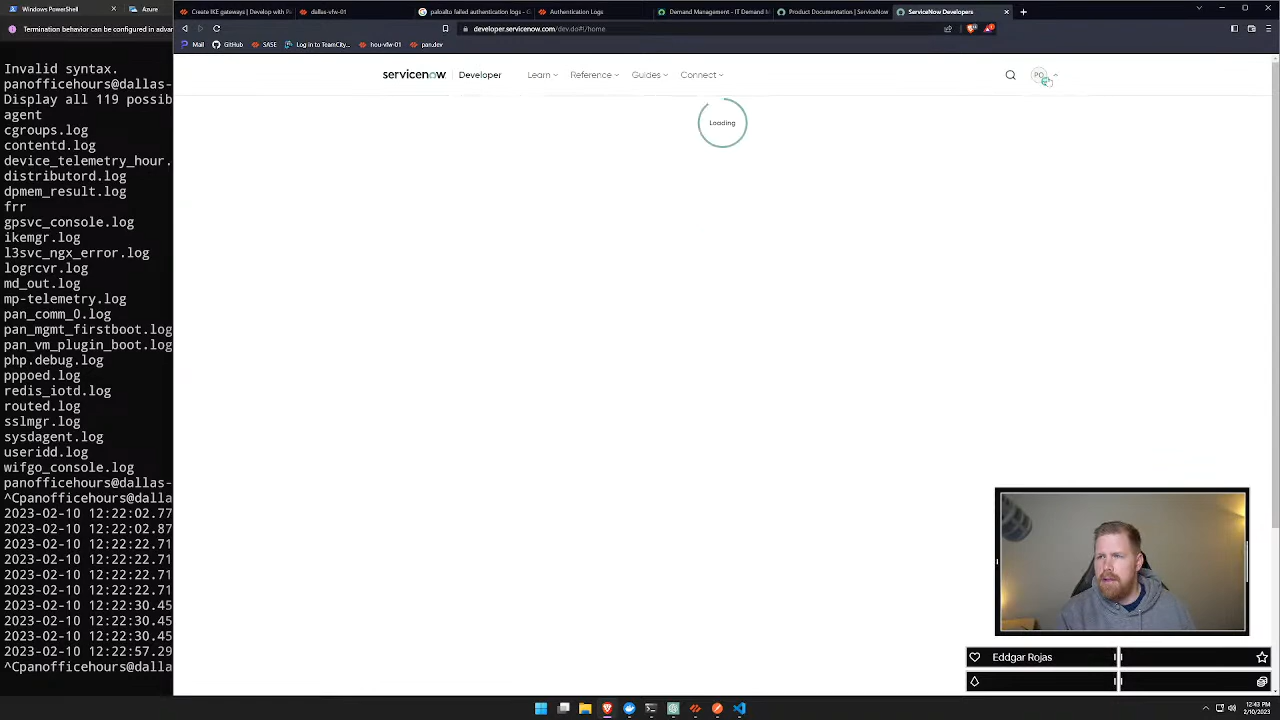 Windows PowerShell
Azure
Create IKE gateways | Develop with P
dallas-vfw-01
paloalto failed authentication logs - G
Authentication Logs
Demand Management - IT Demand M
Product Documentation | ServiceNow
ServiceNow Developers
Termination behavior can be configured in advan
developer.servicenow.com/dev.do#!/home
Mail
GitHub
SASE
Log in to TeamCity...
hou-vfw-01
pan.dev
servicenow
Developer
Learn
Reference
Guides
Connect
PO
Loading
Invalid syntax.
panofficehours@dallas-
Display all 119 possib
agent
cgroups.log
contentd.log
device_telemetry_hour.
distributord.log
dpmem_result.log
frr
gpsvc_console.log
ikemgr.log
l3svc_ngx_error.log
logrcvr.log
md_out.log
mp-telemetry.log
pan_comm_0.log
pan_mgmt_firstboot.log
pan_vm_plugin_boot.log
php.debug.log
pppoed.log
redis_iotd.log
routed.log
sslmgr.log
sysdagent.log
useridd.log
wifgo_console.log
panofficehours@dallas-
^Cpanofficehours@dalla
2023-02-10 12:22:02.77
2023-02-10 12:22:02.87
2023-02-10 12:22:22.71
2023-02-10 12:22:22.71
2023-02-10 12:22:22.71
2023-02-10 12:22:22.71
2023-02-10 12:22:30.45
2023-02-10 12:22:30.45
2023-02-10 12:22:30.45
2023-02-10 12:22:57.29
^Cpanofficehours@dalla
Eddgar Rojas
12:43 PM
2/10/2023